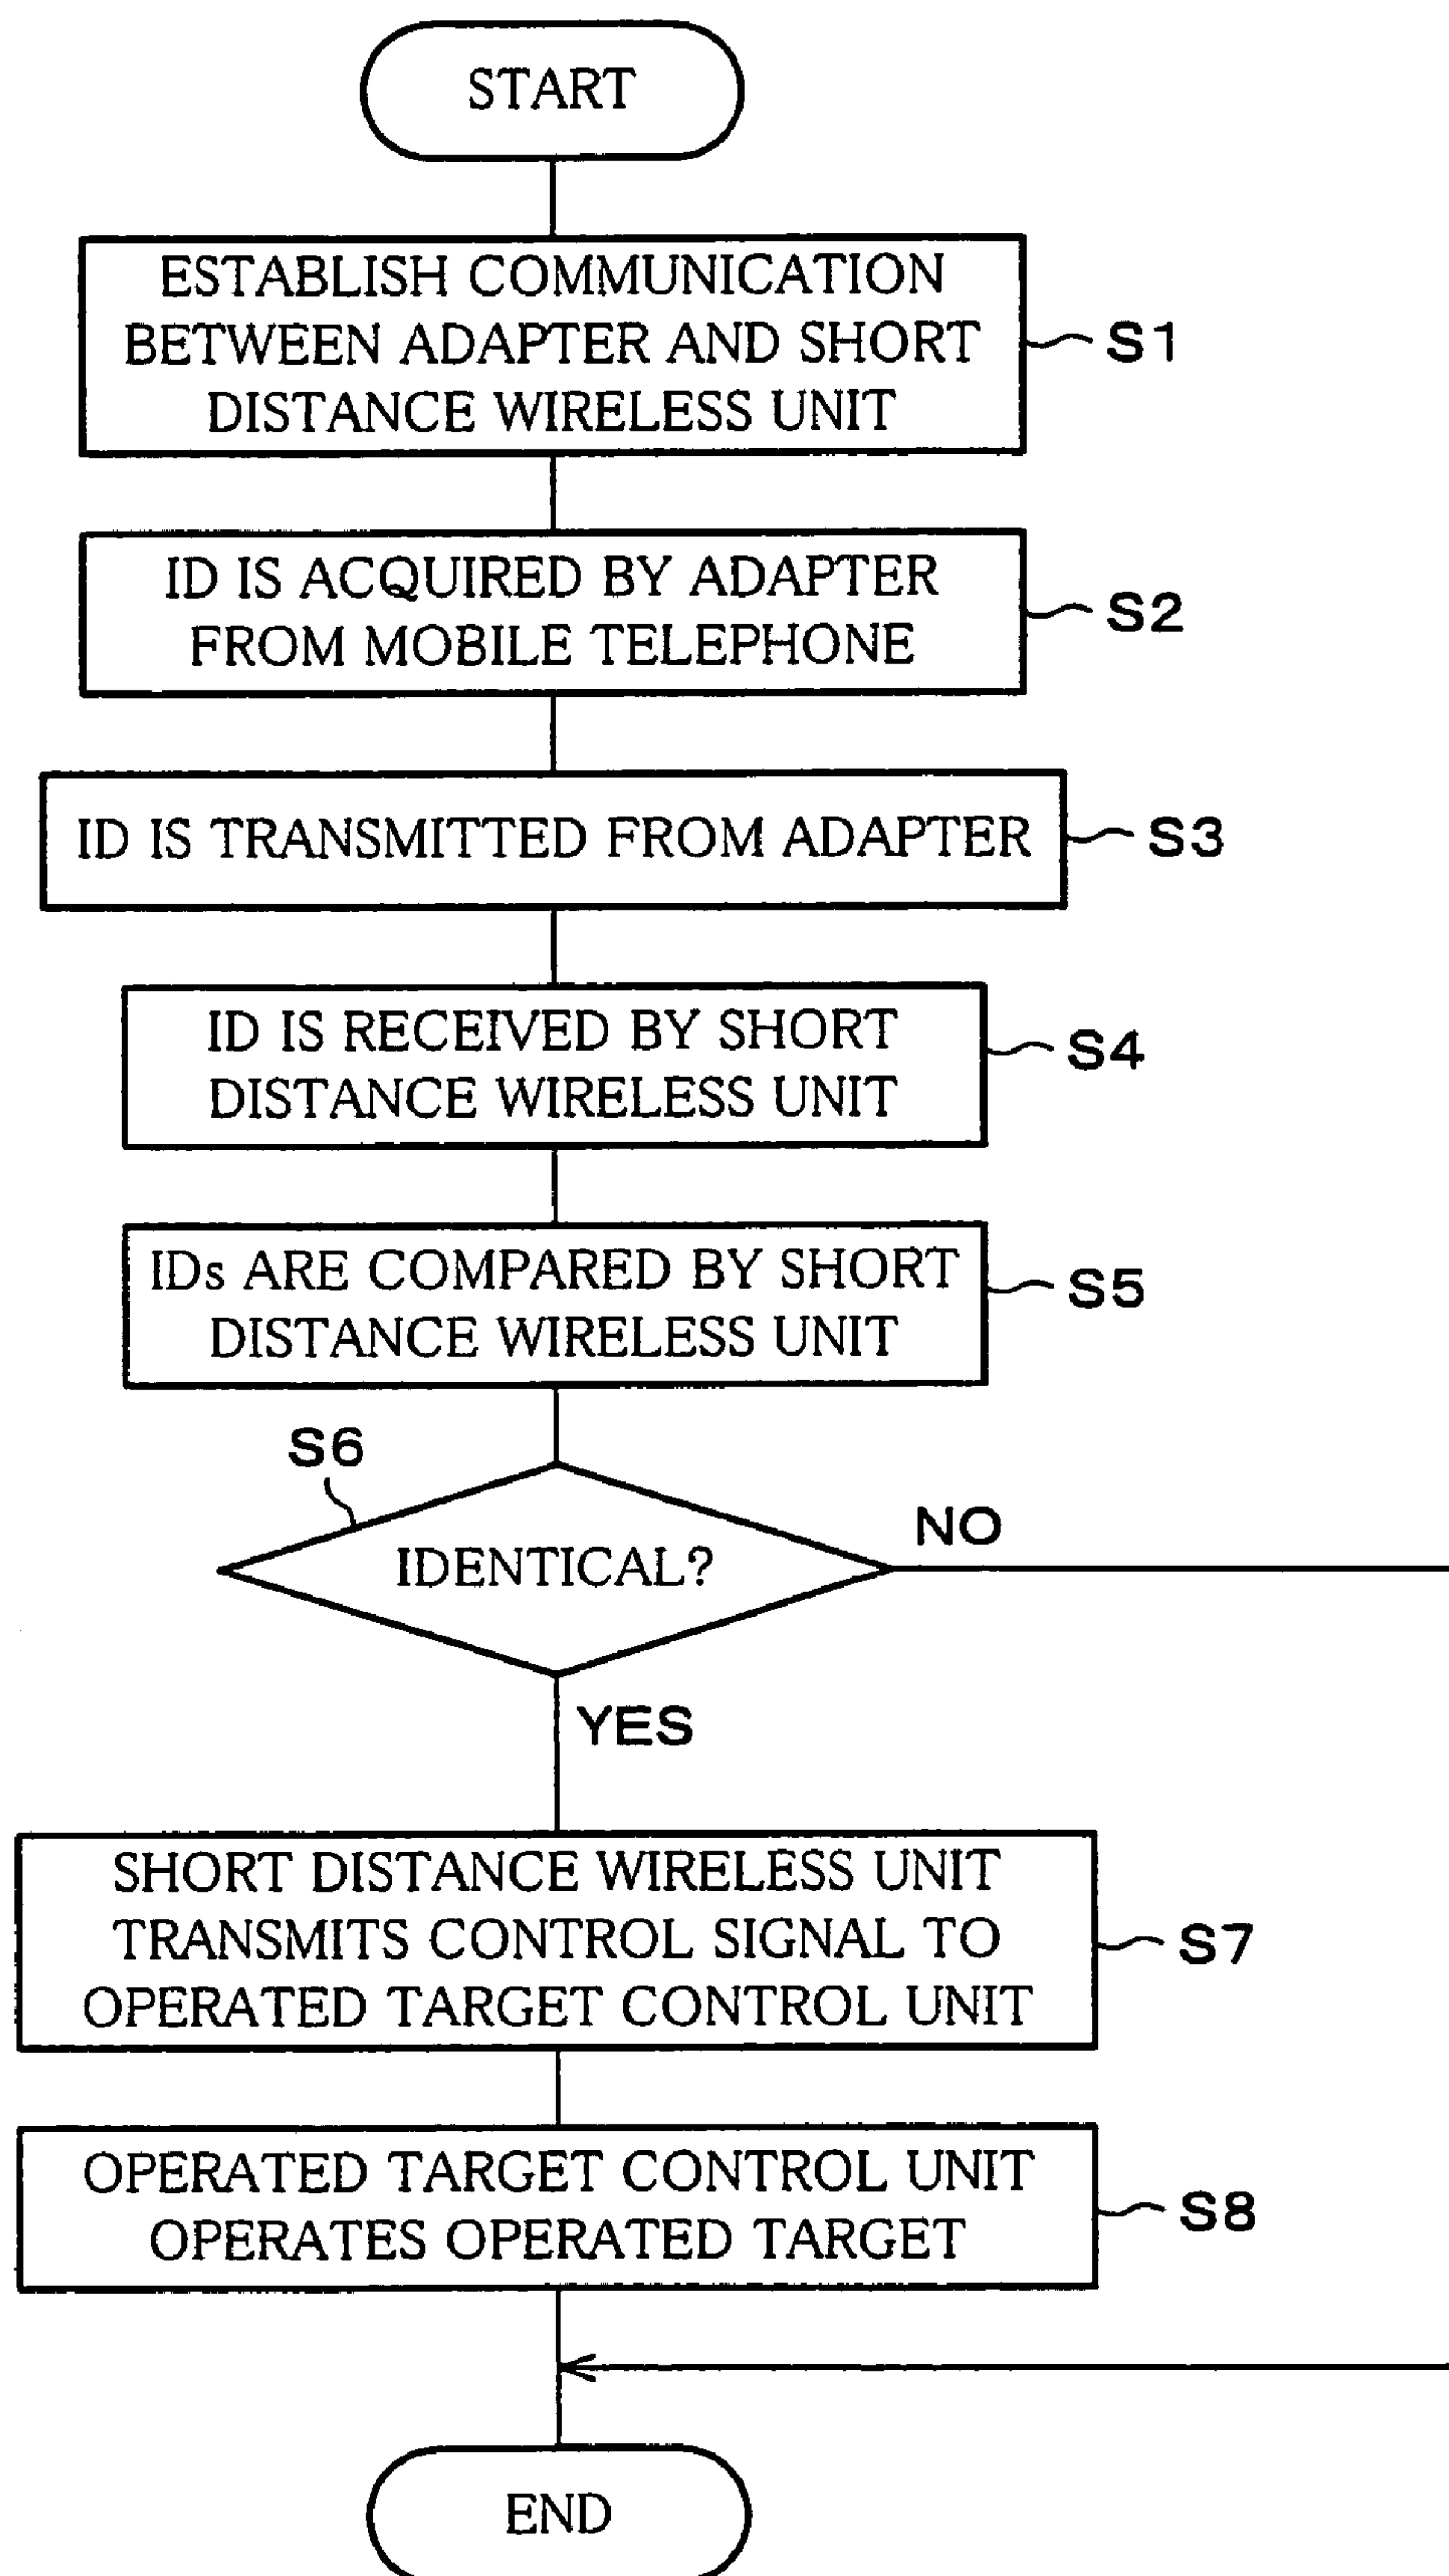 START
ESTABLISH COMMUNICATION
BETWEEN ADAPTER AND SHORT
DISTANCE WIRELESS UNIT
S1
ID IS ACQUIRED BY ADAPTER
FROM MOBILE TELEPHONE
S2
ID IS TRANSMITTED FROM ADAPTER
S3
ID IS RECEIVED BY SHORT
DISTANCE WIRELESS UNIT
S4
IDs ARE COMPARED BY SHORT
DISTANCE WIRELESS UNIT
S5
S6
IDENTICAL?
NO
YES
SHORT DISTANCE WIRELESS UNIT
TRANSMITS CONTROL SIGNAL TO
OPERATED TARGET CONTROL UNIT
S7
OPERATED TARGET CONTROL UNIT
OPERATES OPERATED TARGET
S8
END